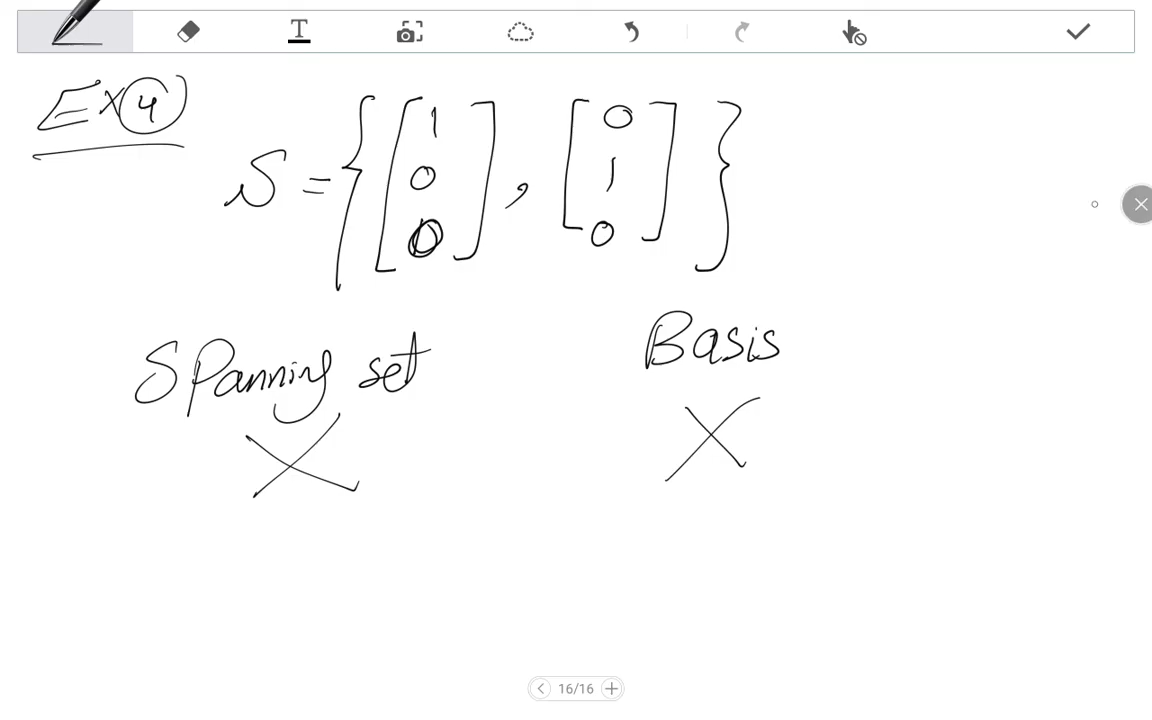 T
Ex 4)
S = { [ 1 0 0 ] , [ 0 1 0 ] }
Spanning set
Basis
X
X
16/16